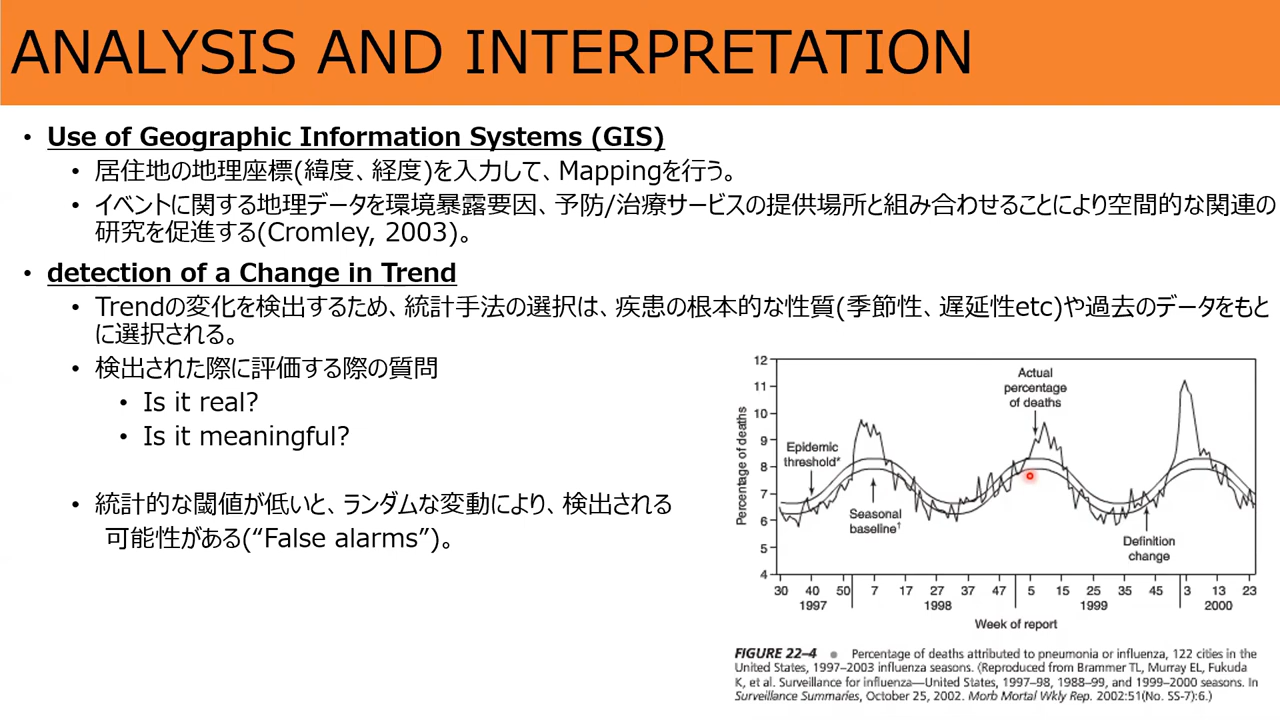 ANALYSIS AND INTERPRETATION
• Use of Geographic Information Systems (GIS)
• 居住地の地理座標(緯度、経度)を入力して、Mappingを行う。
• イベントに関する地理データを環境暴露要因、予防/治療サービスの提供場所と組み合わせることにより空間的な関連の
研究を促進する(Cromley, 2003)。
• detection of a Change in Trend
• Trendの変化を検出するため、統計手法の選択は、疾患の根本的な性質(季節性、遅延性etc)や過去のデータをもと
に選択される。
• 検出された際に評価する際の質問
• Is it real?
• Is it meaningful?
• 統計的な閾値が低いと、ランダムな変動により、検出される
可能性がある(“False alarms”)。
Percentage of deaths
12
11
10
9
8
7
6
5
4
Epidemic
threshold*
Seasonal
baseline†
Actual
percentage
of deaths
Definition
change
30 40 50 7 17 27 37 47 5 15 25 35 45 3 13 23
1997 1998 1999 2000
Week of report
FIGURE 22–4 ● Percentage of deaths attributed to pneumonia or influenza, 122 cities in the
United States, 1997–2003 influenza seasons. (Reproduced from Brammer TL, Murray EL, Fukuda
K, et al. Surveillance for influenza—United States, 1997–98, 1988–99, and 1999–2000 seasons. In
Surveillance Summaries, October 25, 2002. Morb Mortal Wkly Rep. 2002:51(No. SS-7):6.)